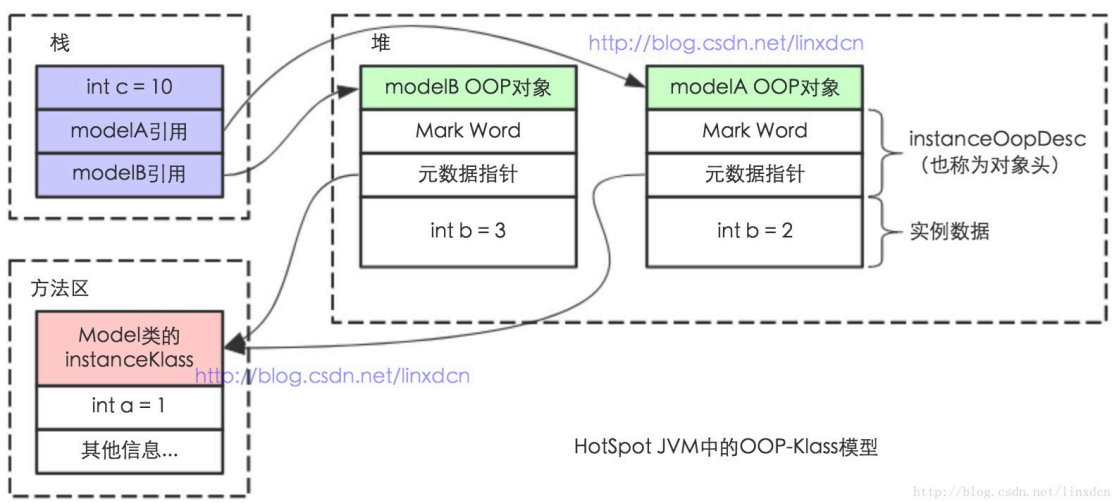 栈
int c = 10
modelA引用
modelB引用
堆
http://blog.csdn.net/linxdcn
modelB OOP对象
Mark Word
元数据指针
int b = 3
modelA OOP对象
Mark Word
元数据指针
int b = 2
instanceOopDesc
（也称为对象头）
实例数据
方法区
Model类的
instanceKlass
http://blog.csdn.net/linxdcn
int a = 1
其他信息...
HotSpot JVM中的OOP-Klass模型
http://blog.csdn.net/linxdcn